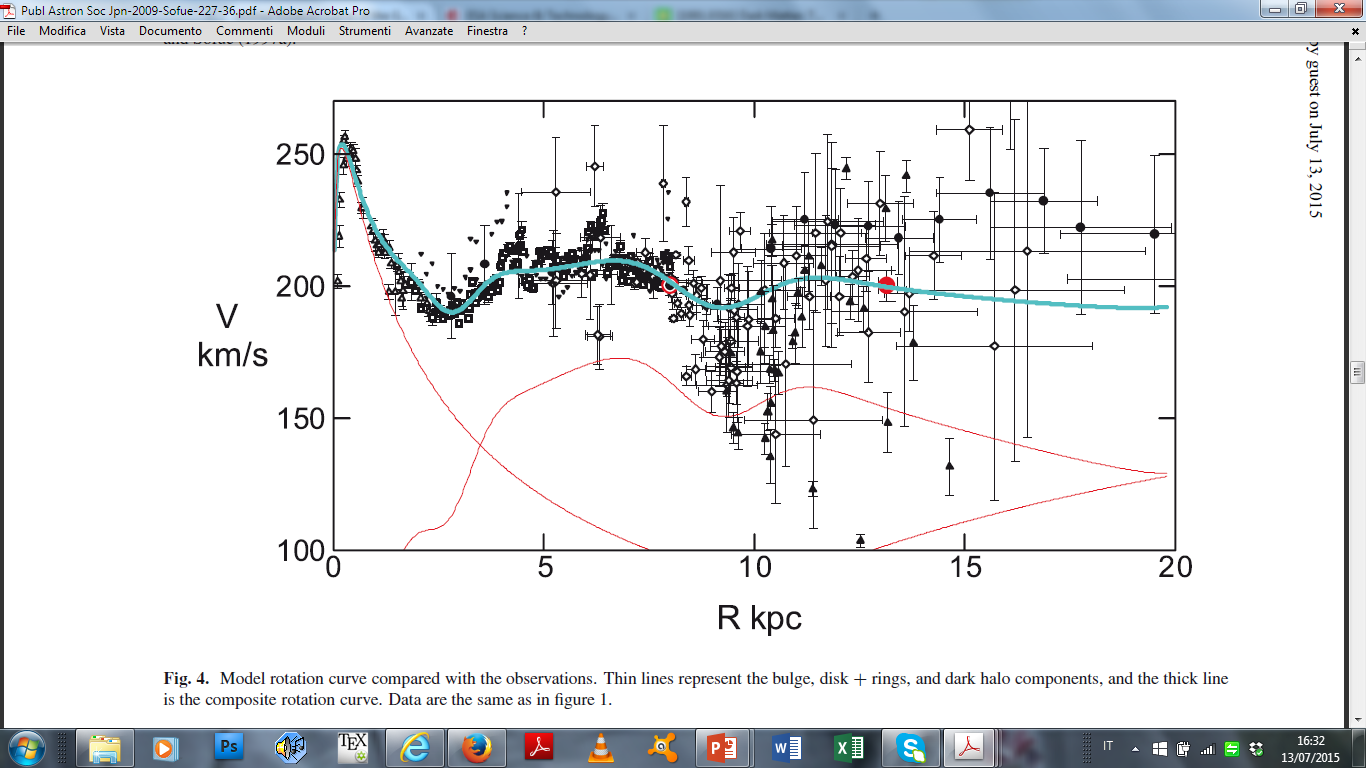 Publ Astron Soc Jpn-2009-Sofue-227-36.pdf - Adobe Acrobat Pro
File Modifica Vista Documento Commenti Moduli Strumenti Avanzate Finestra ?
by guest on July 13, 2015
250
200
V
km/s
150
100
0 5 10 15 20
R kpc
Fig. 4. Model rotation curve compared with the observations. Thin lines represent the bulge, disk + rings, and dark halo components, and the thick line
is the composite rotation curve. Data are the same as in figure 1.
Ps
TEX
W
X
S
IT
16:32
13/07/2015